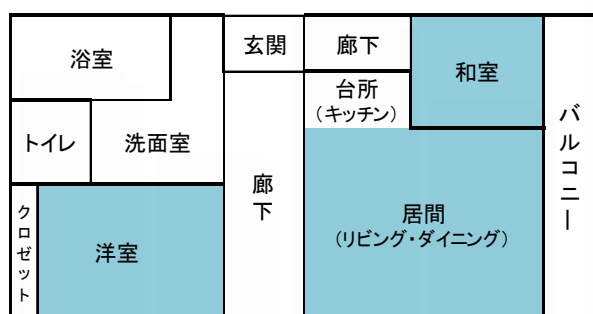 浴室
玄関
廊下
和室
台所
（キッチン）
バルコニー
トイレ
洗面室
廊下
居間
（リビング・ダイニング）
クロゼット
洋室